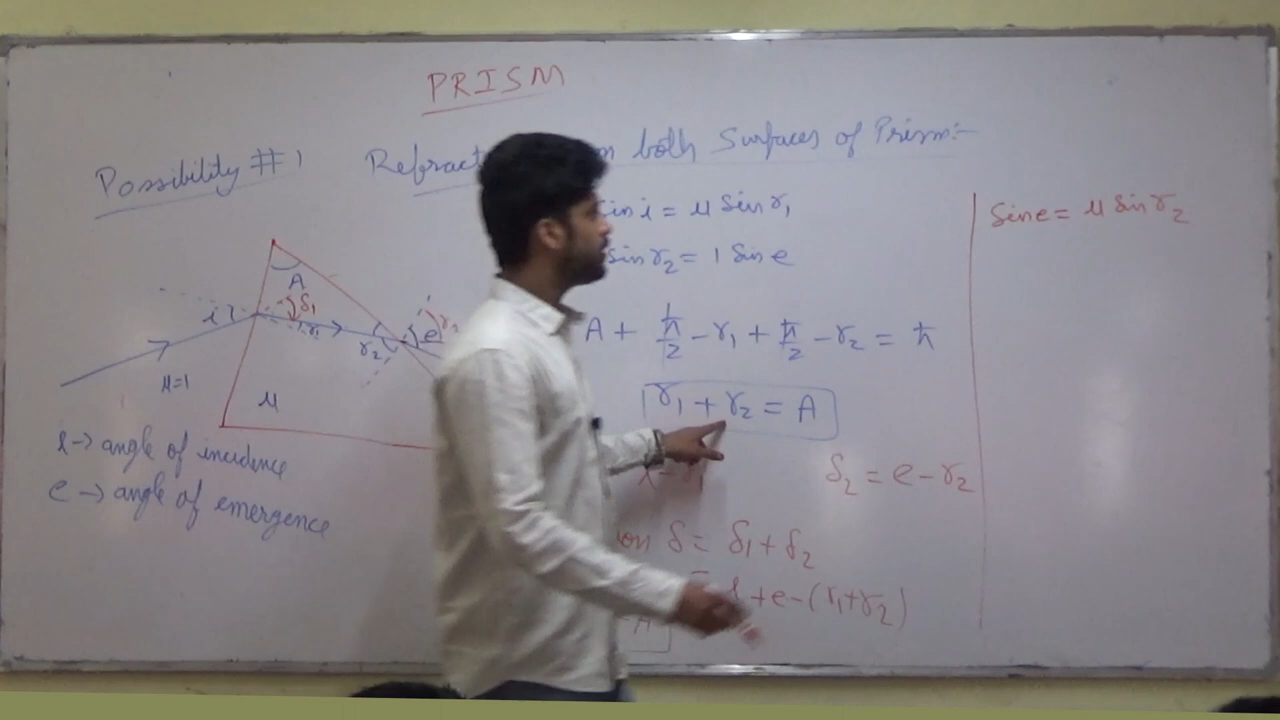 PRISM
Possibility #1
both Surfaces of Prism:-
sin i = μ sin r₁
sin r₂ = 1 sin e
A + π/2 - r₁ + π/2 - r₂ = π
r₁ + r₂ = A
δ₂ = e - r₂
δ = δ₁ + δ₂
+ e - (r₁ + r₂)
A
i
δ₁
r₁
r₂
e
μ=1
μ
i → angle of incidence
e → angle of emergence
Sin e = μ Sin r₂